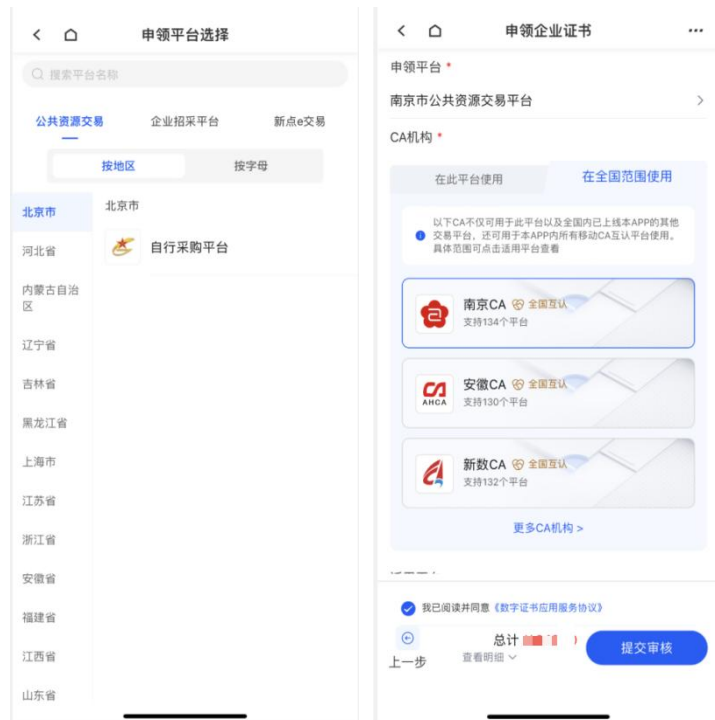 申领平台选择
搜索平台名称
公共资源交易
企业招采平台
新点e交易
按地区
按字母
北京市
河北省
内蒙古自治
区
辽宁省
吉林省
黑龙江省
上海市
江苏省
浙江省
安徽省
福建省
江西省
山东省
北京市
自行采购平台
申领企业证书
申领平台 *
南京市公共资源交易平台
CA机构 *
在此平台使用
在全国范围使用
以下CA不仅可用于此平台以及全国内已上线本APP的其他
交易平台，还可用于本APP内所有移动CA互认平台使用。
具体范围可点击适用平台查看
南京CA 全国互认
支持134个平台
安徽CA 全国互认
支持130个平台
AHCA
新数CA 全国互认
支持132个平台
更多CA机构 >
我已阅读并同意《数字证书应用服务协议》
上一步
总计
查看明细
提交审核